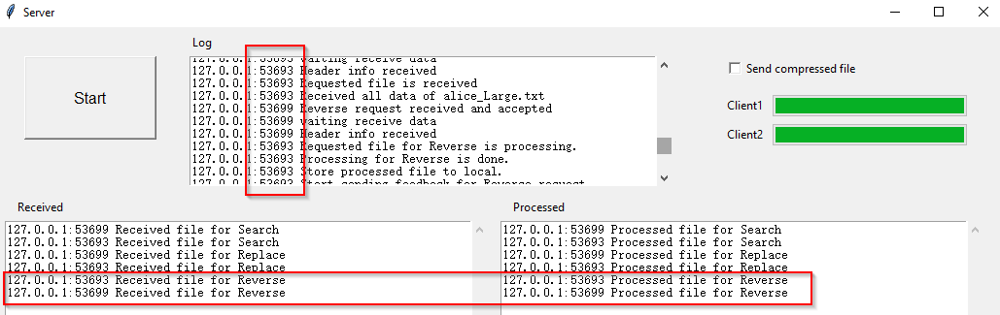 Server
Log
Start
127.0.0.1:53693 waiting receive data
127.0.0.1:53693 Header info received
127.0.0.1:53693 Requested file is received
127.0.0.1:53693 Received all data of alice_Large.txt
127.0.0.1:53699 Reverse request received and accepted
127.0.0.1:53699 waiting receive data
127.0.0.1:53699 Header info received
127.0.0.1:53693 Requested file for Reverse is processing.
127.0.0.1:53693 Processing for Reverse is done.
127.0.0.1:53693 Store processed file to local.
127.0.0.1:53693 Start sending feedback for Reverse request
Send compressed file
Client1
Client2
Received
127.0.0.1:53699 Received file for Search
127.0.0.1:53693 Received file for Search
127.0.0.1:53699 Received file for Replace
127.0.0.1:53693 Received file for Replace
127.0.0.1:53693 Received file for Reverse
127.0.0.1:53699 Received file for Reverse
Processed
127.0.0.1:53699 Processed file for Search
127.0.0.1:53693 Processed file for Search
127.0.0.1:53699 Processed file for Replace
127.0.0.1:53693 Processed file for Replace
127.0.0.1:53693 Processed file for Reverse
127.0.0.1:53699 Processed file for Reverse